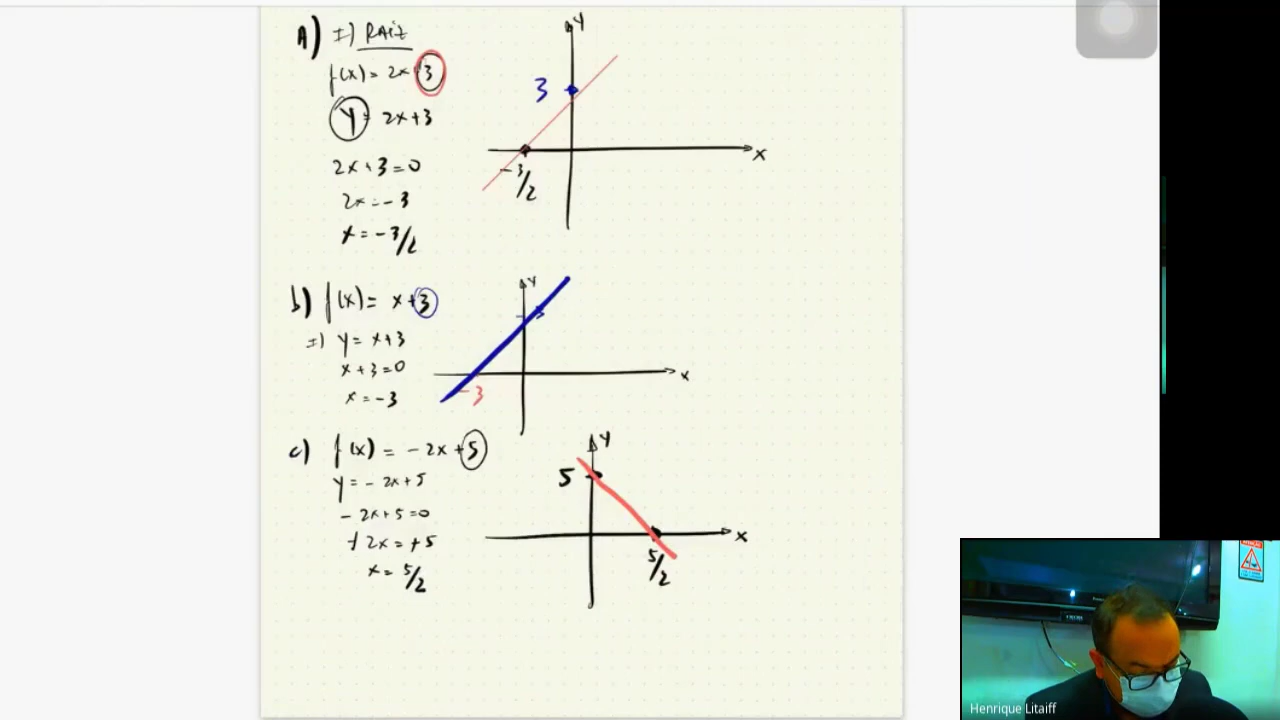 A) I) RAIZ
f(x) = 2x+3
y = 2x+3
2x+3=0
2x=-3
x=-3/2
Y
3
x
-3/2
b) f(x) = x+3
I) y = x+3
x+3=0
x=-3
Y
3
x
-3
c) f(x) = -2x+5
y=-2x+5
-2x+5=0
+2x=+5
x=5/2
Y
5
x
5/2
Henrique Litaiff